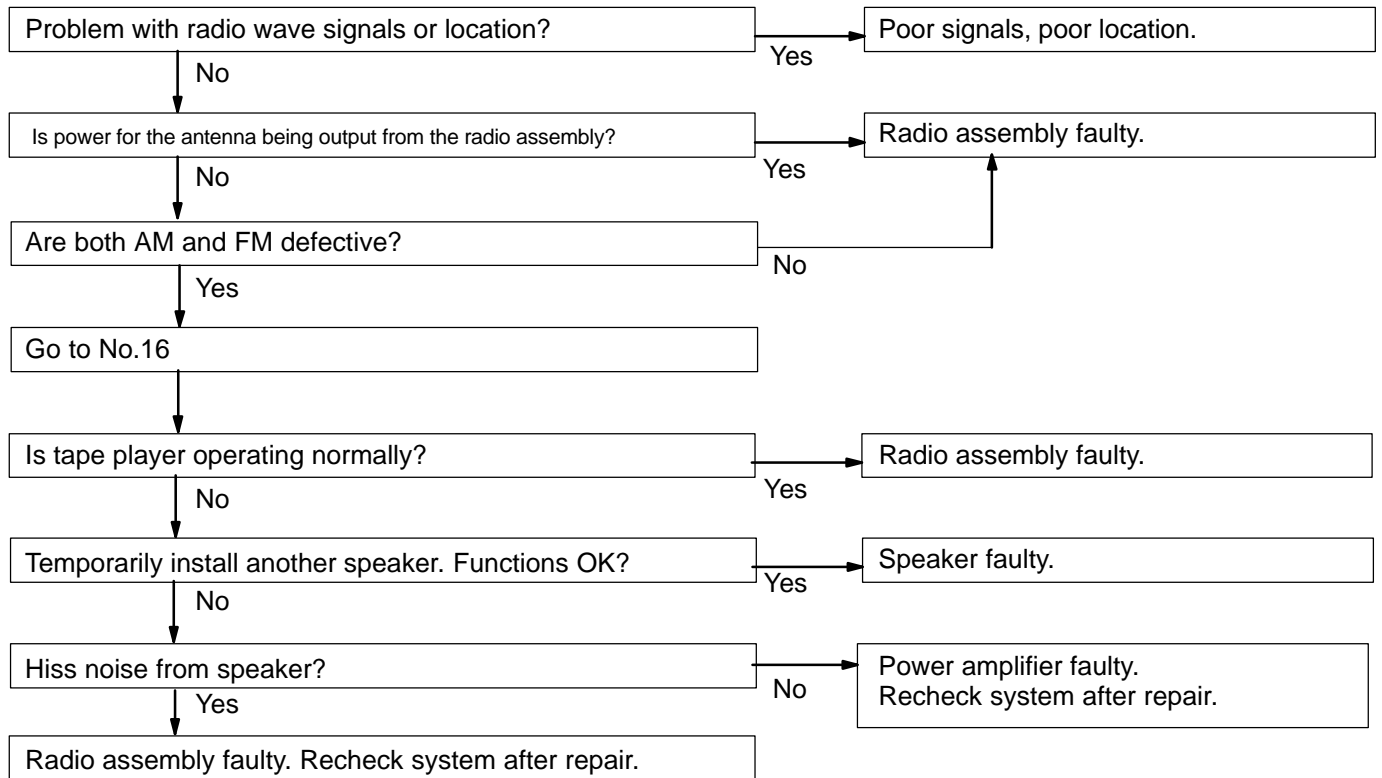 Problem with radio wave signals or location?
Yes
Poor signals, poor location.
No
Is power for the antenna being output from the radio assembly?
Yes
Radio assembly faulty.
No
Are both AM and FM defective?
No
Yes
Go to No.16
Is tape player operating normally?
Yes
Radio assembly faulty.
No
Temporarily install another speaker. Functions OK?
Yes
Speaker faulty.
No
Hiss noise from speaker?
No
Power amplifier faulty.
Recheck system after repair.
Yes
Radio assembly faulty. Recheck system after repair.